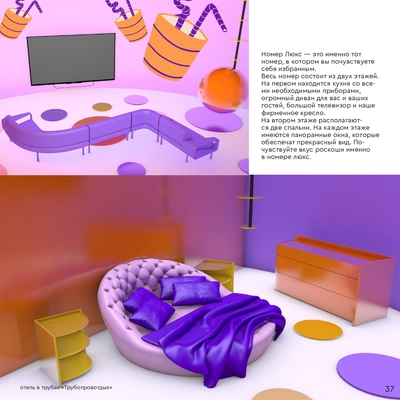 Номер Люкс — это именно тот
номер, в котором вы почувствуете
себя избранным.
Весь номер состоит из двух этажей.
На первом находится кухня со все-
ми необходимыми приборами,
огромный диван для вас и ваших
гостей, большой телевизор и наше
фирменное кресло.
На втором этаже располагают-
ся две спальни. На каждом этаже
имеются панорамные окна, которые
обеспечат прекрасный вид. По-
чувствуйте вкус роскоши именно
в номере люкс.
отель в трубах «Трубопровотдых»
37